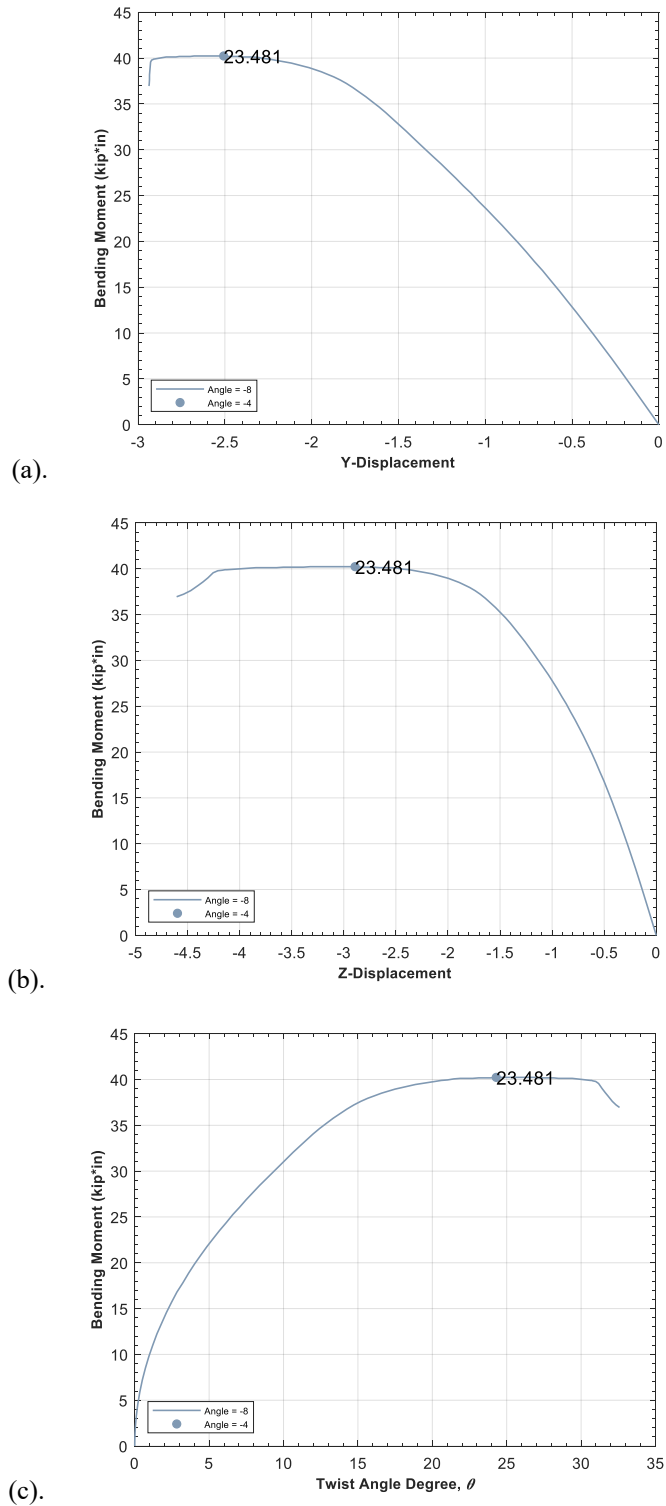 45
40
35
30
25
20
15
10
5
0
Bending Moment (kip*in)
23.481
Angle = -8
Angle = -4
-3 -2.5 -2 -1.5 -1 -0.5 0
Y-Displacement
(a).
45
40
35
30
25
20
15
10
5
0
Bending Moment (kip*in)
23.481
Angle = -8
Angle = -4
-5 -4.5 -4 -3.5 -3 -2.5 -2 -1.5 -1 -0.5 0
Z-Displacement
(b).
45
40
35
30
25
20
15
10
5
0
Bending Moment (kip*in)
23.481
Angle = -8
Angle = -4
0 5 10 15 20 25 30 35
Twist Angle Degree, θ
(c).